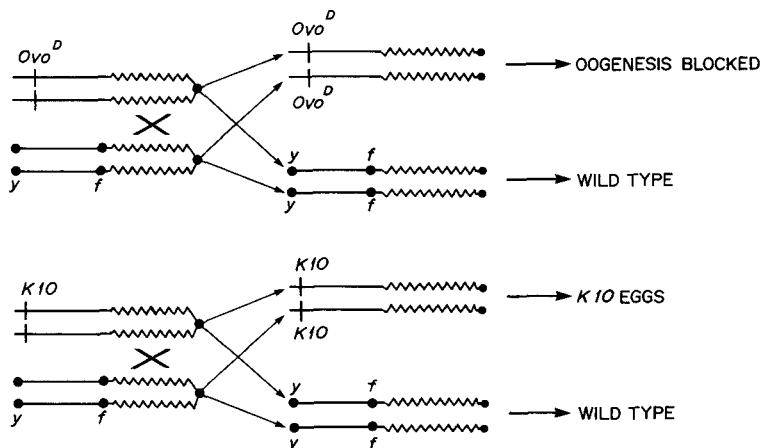 Ovo^D
y f
Ovo^D
Ovo^D
OOGENESIS BLOCKED
y f
y f
WILD TYPE
K10
y f
K10
K10
K10 EGGS
y f
y f
WILD TYPE